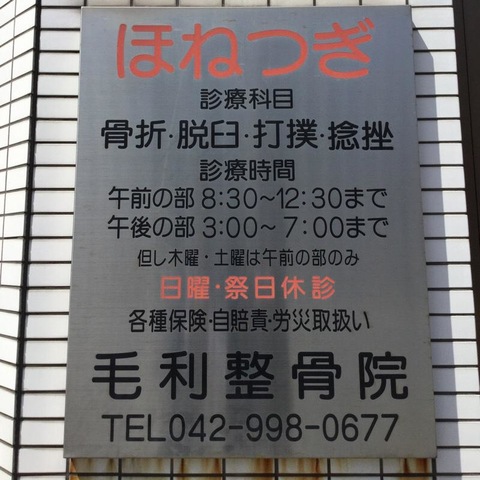 ほねつぎ
診療科目
骨折・脱臼・打撲・捻挫
診療時間
午前の部 8:30〜12:30まで
午後の部 3:00〜7:00まで
但し木曜・土曜は午前の部のみ
日曜・祭日休診
各種保険・自賠責・労災取扱い
毛利整骨院
TEL042-998-0677